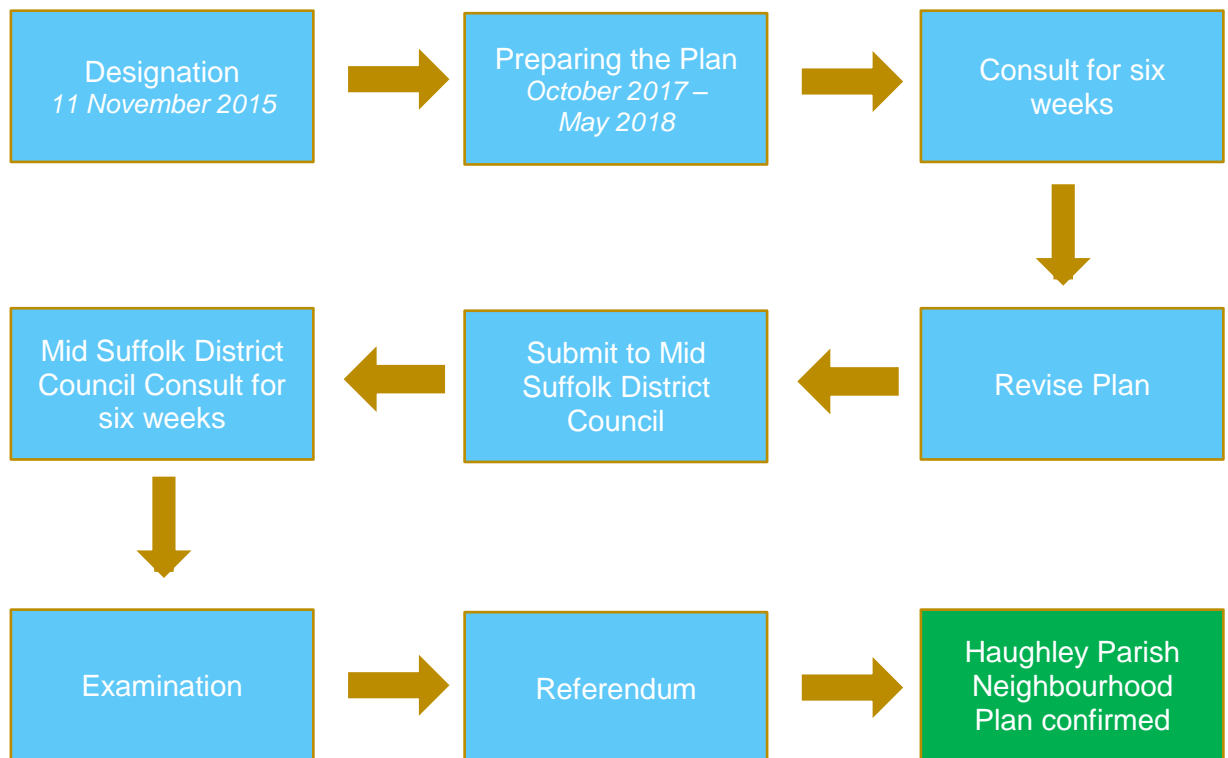 Designation
11 November 2015
Preparing the Plan
October 2017 –
May 2018
Consult for six
weeks
Revise Plan
Submit to Mid
Suffolk District
Council
Mid Suffolk District
Council Consult for
six weeks
Examination
Referendum
Haughley Parish
Neighbourhood
Plan confirmed